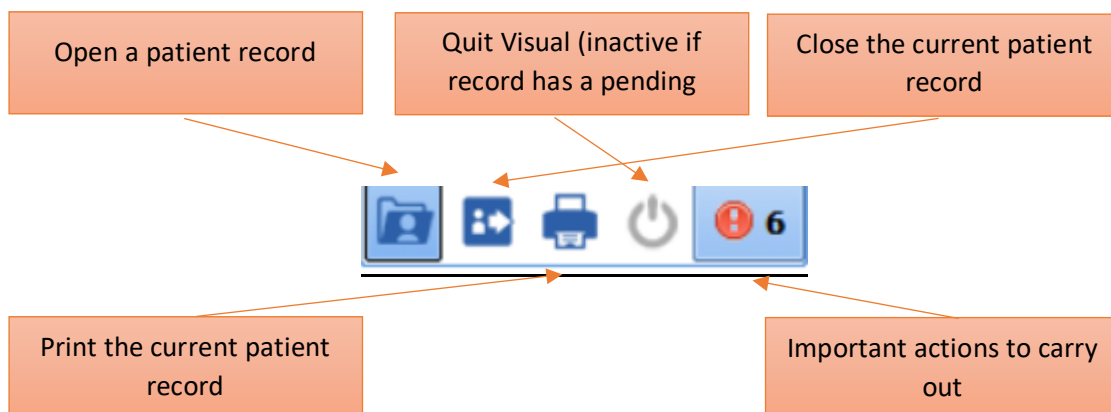 Open a patient record
Quit Visual (inactive if
record has a pending
Close the current patient
record
6
Print the current patient
record
Important actions to carry
out